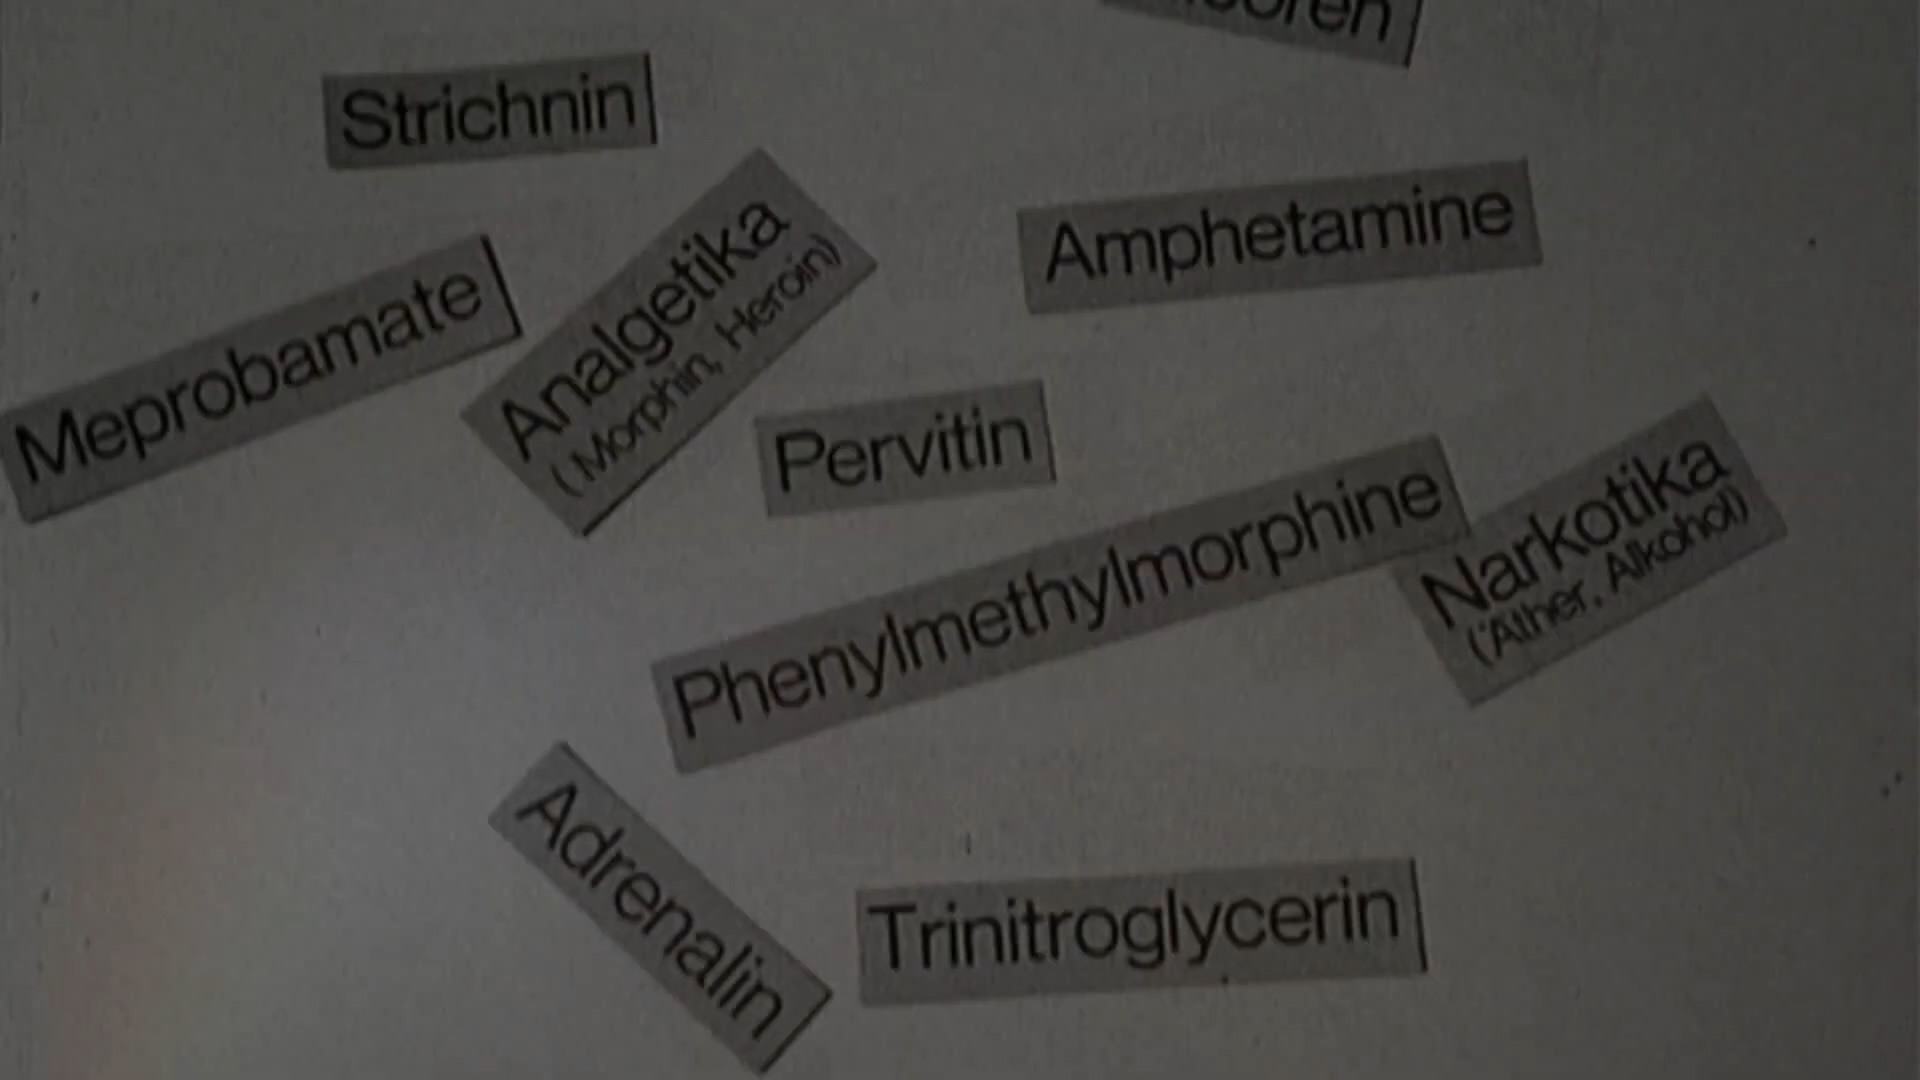 Strichnin
Amphetamine
Analgetika
(Morphin, Heroin)
Meprobamate
Pervitin
Phenylmethylmorphine
Narkotika
(Äther, Alkohol)
Adrenalin
Trinitroglycerin